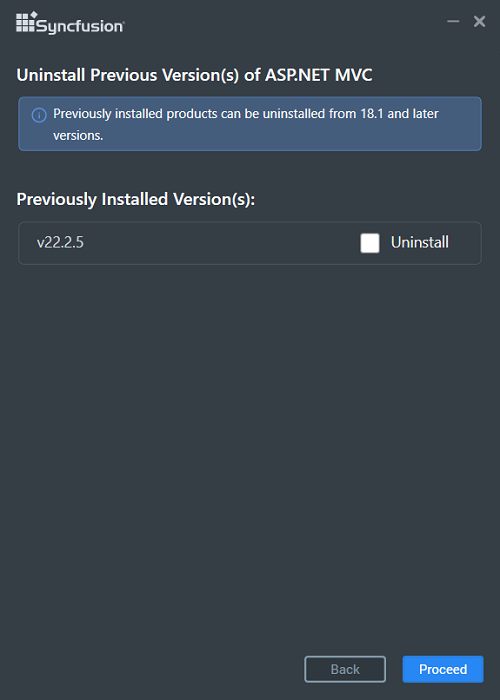 Syncfusion®
Uninstall Previous Version(s) of ASP.NET MVC
Previously installed products can be uninstalled from 18.1 and later
versions.
Previously Installed Version(s):
v22.2.5 Uninstall
Back Proceed